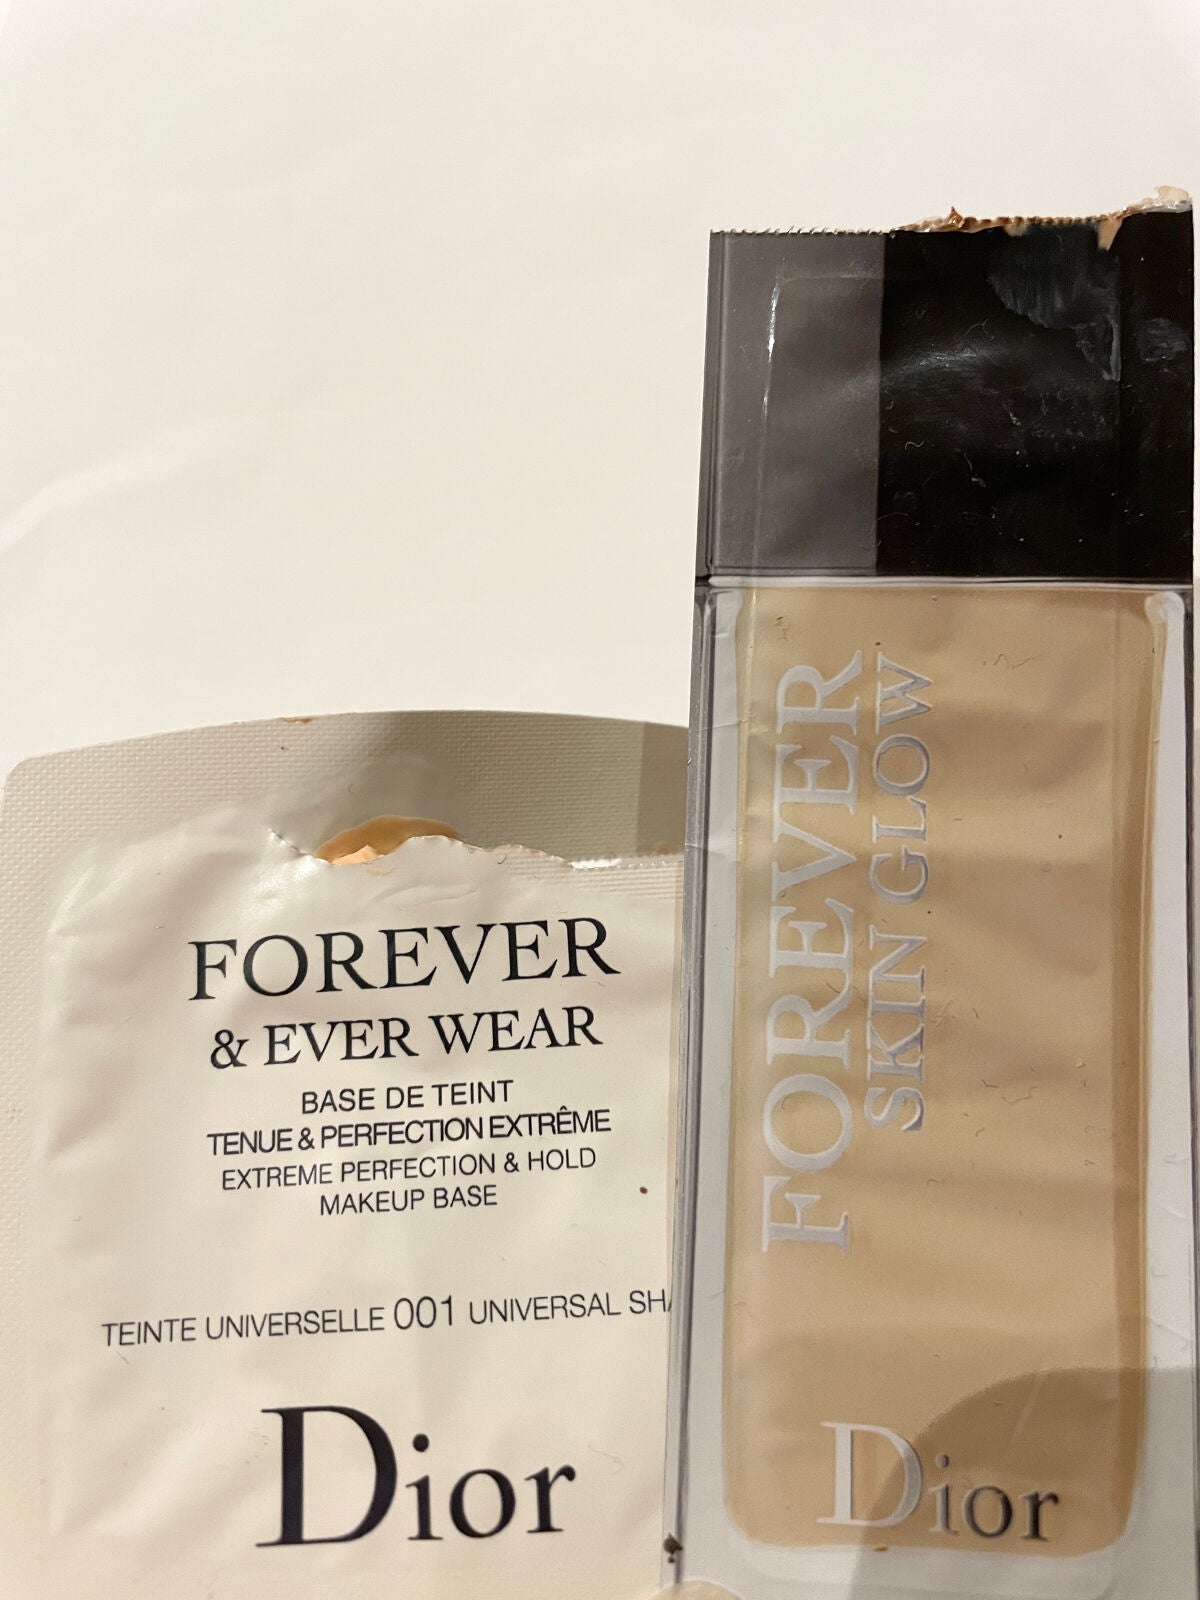 FOREVER
& EVER WEAR
BASE DE TEINT
TENUE & PERFECTION EXTRÊME
EXTREME PERFECTION & HOLD
MAKEUP BASE
TEINTE UNIVERSELLE 001 UNIVERSAL
Dior
FOREVER
SKIN GLOW
Dior